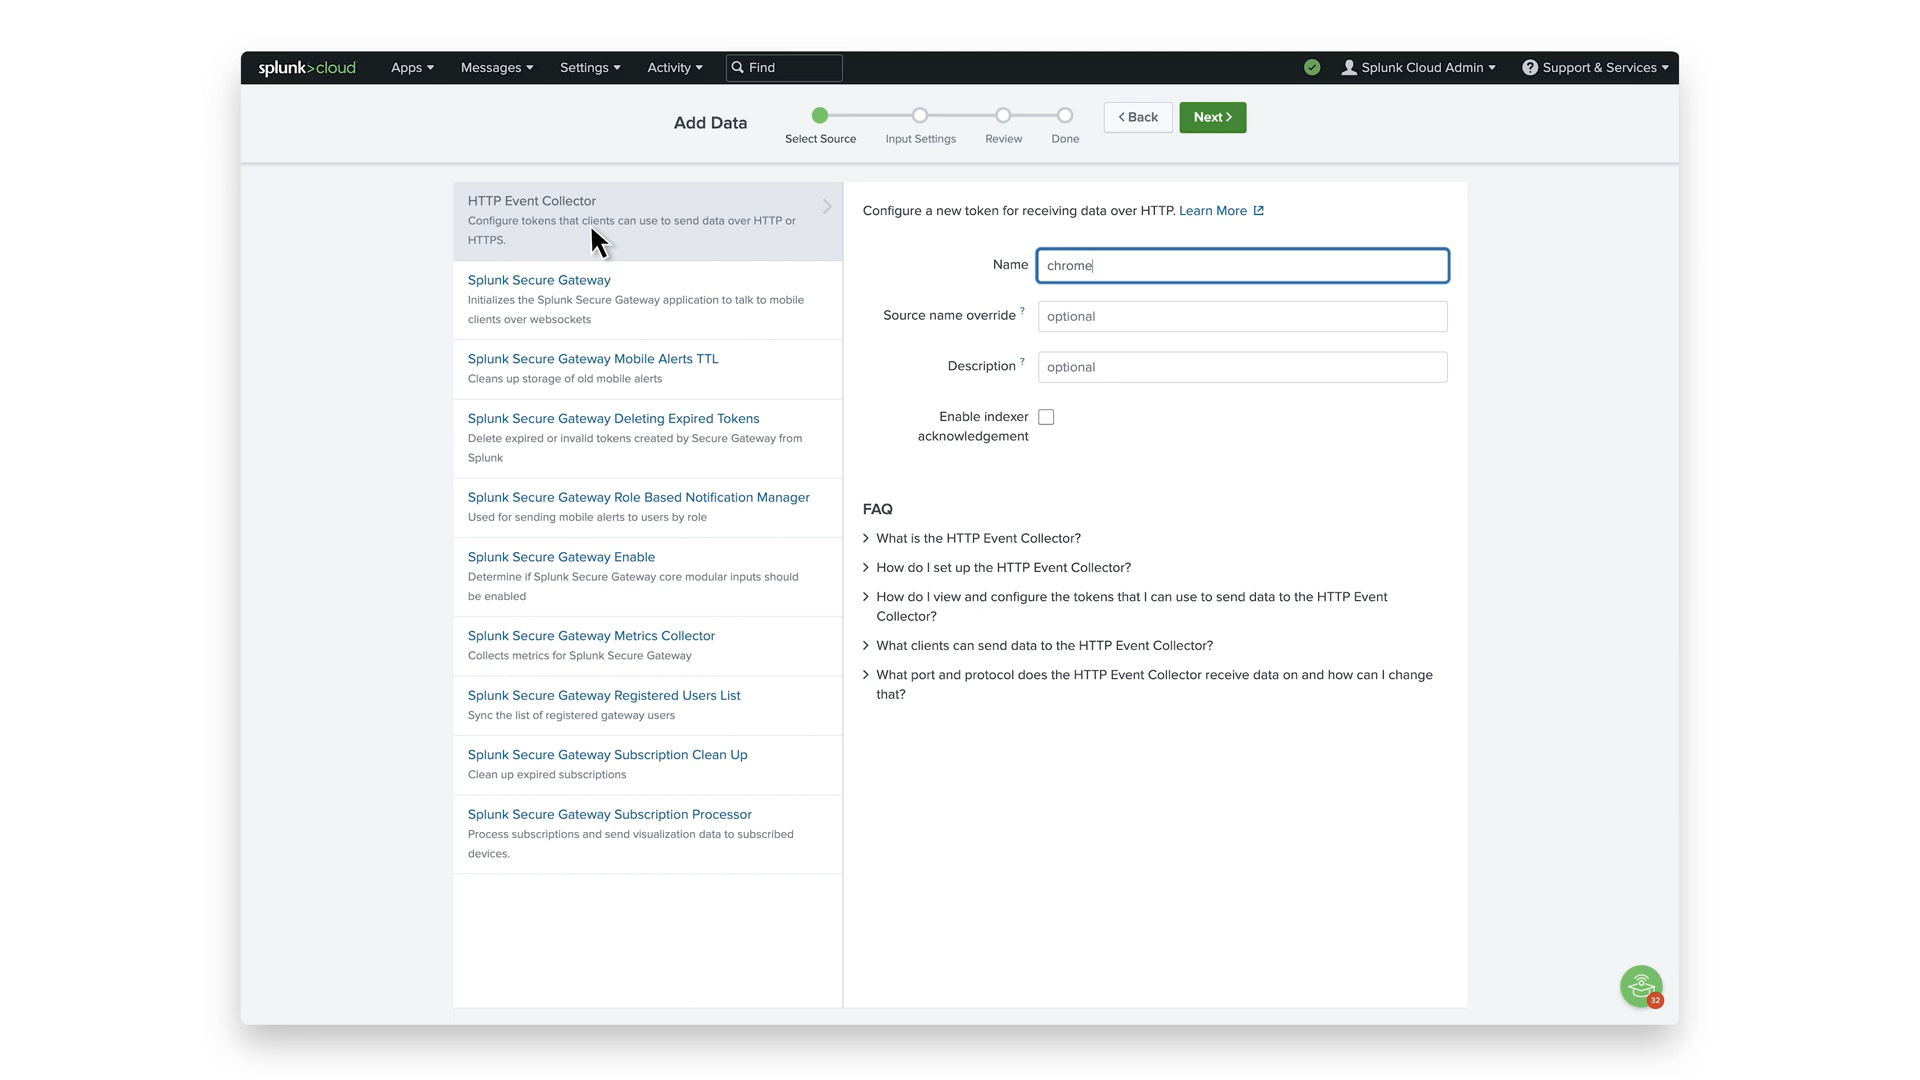 splunk>cloud Apps Messages Settings Activity Find Splunk Cloud Admin ? Support & Services
Add Data
Select Source Input Settings Review Done
< Back Next >
HTTP Event Collector
Configure tokens that clients can use to send data over HTTP or
HTTPS.
Splunk Secure Gateway
Initializes the Splunk Secure Gateway application to talk to mobile
clients over websockets
Splunk Secure Gateway Mobile Alerts TTL
Cleans up storage of old mobile alerts
Splunk Secure Gateway Deleting Expired Tokens
Delete expired or invalid tokens created by Secure Gateway from
Splunk
Splunk Secure Gateway Role Based Notification Manager
Used for sending mobile alerts to users by role
Splunk Secure Gateway Enable
Determine if Splunk Secure Gateway core modular inputs should
be enabled
Splunk Secure Gateway Metrics Collector
Collects metrics for Splunk Secure Gateway
Splunk Secure Gateway Registered Users List
Sync the list of registered gateway users
Splunk Secure Gateway Subscription Clean Up
Clean up expired subscriptions
Splunk Secure Gateway Subscription Processor
Process subscriptions and send visualization data to subscribed
devices.
Configure a new token for receiving data over HTTP. Learn More
Name chrome
Source name override ? optional
Description ? optional
Enable indexer
acknowledgement
FAQ
> What is the HTTP Event Collector?
> How do I set up the HTTP Event Collector?
> How do I view and configure the tokens that I can use to send data to the HTTP Event
Collector?
> What clients can send data to the HTTP Event Collector?
> What port and protocol does the HTTP Event Collector receive data on and how can I change
that?
32